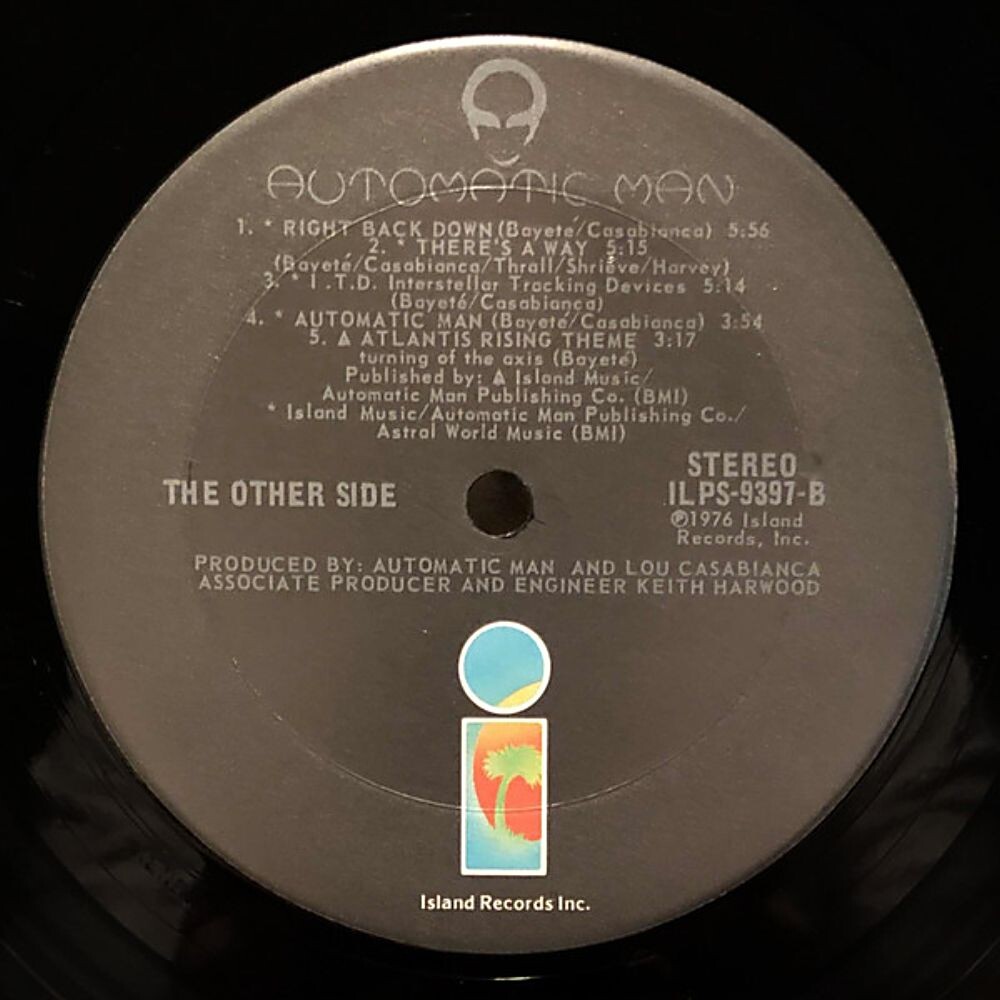 AUTOMATIC MAN
1. * RIGHT BACK DOWN (Bayeté/Casabianca) 5:56
2. * THERE'S A WAY 5:15
(Bayeté/Casabianca/Thrall/Shrieve/Harvey)
3. * I.T.D. Interstellar Tracking Devices 5:14
(Bayeté/Casabianca)
4. * AUTOMATIC MAN (Bayeté/Casabianca) 3:54
5. ▲ ATLANTIS RISING THEME 3:17
turning of the axis (Bayeté)
Published by: ▲ Island Music/
Automatic Man Publishing Co. (BMI)
* Island Music/Automatic Man Publishing Co./
Astral World Music (BMI)
THE OTHER SIDE
STEREO
ILPS-9397-B
℗1976 Island
Records, Inc.
PRODUCED BY: AUTOMATIC MAN AND LOU CASABIANCA
ASSOCIATE PRODUCER AND ENGINEER KEITH HARWOOD
Island Records Inc.